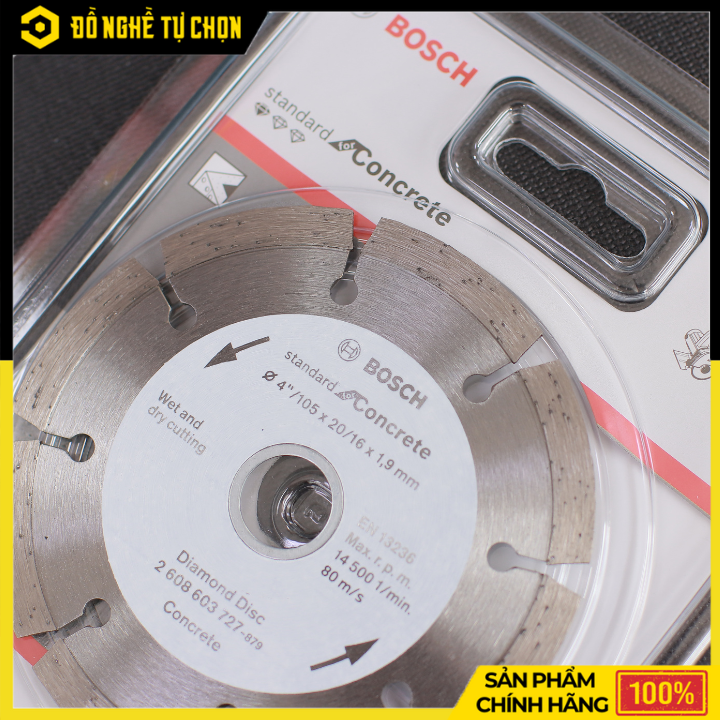 ĐỒ NGHỀ TỰ CHỌN
BOSCH
standard for Concrete
BOSCH
standard for Concrete
Ø 4"/105 x 20/16 x 1,9 mm
Wet and
dry cutting
EN 13236
Max. r. p. m.
14 500 1/min.
80 m/s
Diamond Disc
2 608 603 727-879
Concrete
SẢN PHẨM
CHÍNH HÃNG
100%